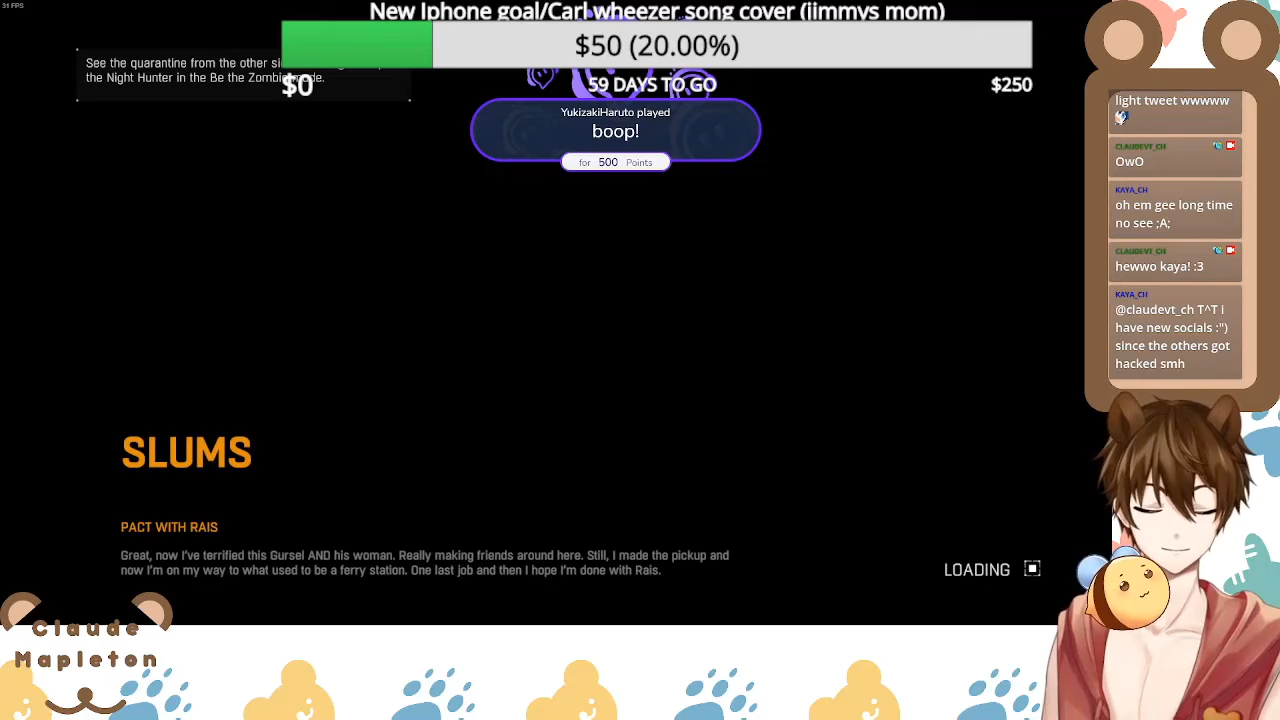 31 FPS
New Iphone goal/Carl wheezer song cover (jimmys mom)
$50 (20.00%)
See the quarantine from the other
the Night Hunter in the Be the Zombie mode.
$0
59 DAYS TO GO
$250
YukizakiHaruto played
boop!
for 500 Points
light tweet wwwww
CLAUDEVT_CH
OwO
KAYA_CH
oh em gee long time
no see ;A;
CLAUDEVT_CH
hewwo kaya! :3
KAYA_CH
@claudevt_ch T^T i
have new socials :")
since the others got
hacked smh
SLUMS
PACT WITH RAIS
Great, now I've terrified this Gursel AND his woman. Really making friends around here. Still, I made the pickup and
now I'm on my way to what used to be a ferry station. One last job and then I hope I'm done with Rais.
LOADING
Claude
Mapleton